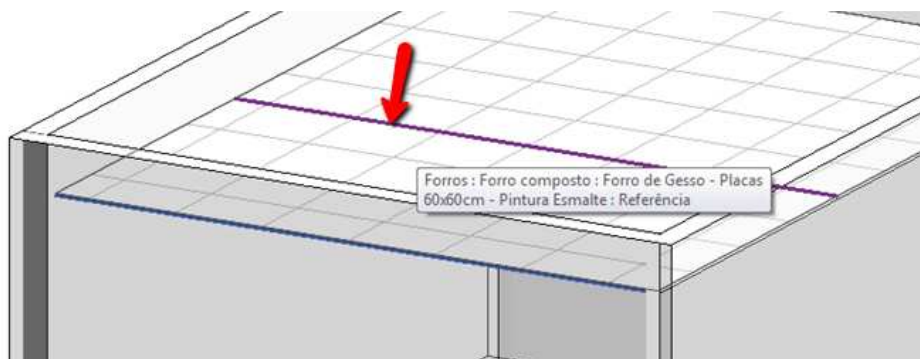 Forros : Forro composto : Forro de Gesso - Placas
60x60cm - Pintura Esmalte : Referência